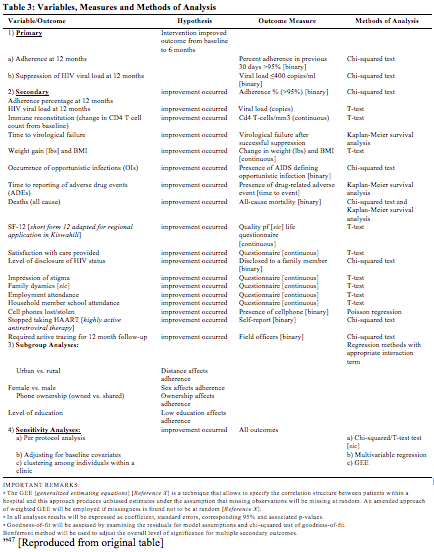 Table 3: Variables, Measures and Methods of Analysis
Variable/Outcome Hypothesis Outcome Measure Methods of Analysis
1) Primary Intervention improved
outcome from baseline
to 6 months
a) Adherence at 12 months Percent adherence in previous Chi-squared test
30 days >95% [binary]
b) Suppression of HIV viral load at 12 months Viral load ≤400 copies/ml Chi-squared test
[binary]
2) Secondary improvement occurred Adherence % (>95%) [binary] Chi-squared test
Adherence percentage at 12 months
HIV viral load at 12 months improvement occurred Viral load (copies) T-test
Immune reconstitution (change in CD4 T cell improvement occurred Cd4 T-cells/mm3 (continuous) T-test
count from baseline)
Time to virological failure improvement occurred Virological failure after Kaplan-Meier survival
successful suppression analysis
Weight gain [lbs) and BMI improvement occurred Change in weight (lbs) and BMI T-test
[continuous]
Occurrence of opportunistic infections (OIs) improvement occurred Presence of AIDS defining Chi-squared test
opportunistic infection [binary]
Time to reporting of adverse drug events improvement occurred Presence of drug-related adverse Kaplan-Meier survival
(ADEs) event [time to event] analysis
Deaths (all cause) improvement occurred All-cause mortality [binary] Chi-squared test and
Kaplan-Meier survival
analysis
SF-12 [short form 12 adapted for regional improvement occurred Quality pf [sic] life T-test
application in Kiswahili] questionnaire
[continuous]
Satisfaction with care provided improvement occurred Questionnaire [continuous] T-test
Level of disclosure of HIV status improvement occurred Disclosed to a family member Chi-squared test
[binary]
Impression of stigma improvement occurred Questionnaire [continuous] T-test
Family dyamics [sic] improvement occurred Questionnaire [continuous] T-test
Employment attendance improvement occurred Questionnaire [continuous] T-test
Household member school attendance improvement occurred Questionnaire [continuous] T-test
Cell phones lost/stolen improvement occurred Presence of cellphone [binary] Poisson regression
Stopped taking HAART [highly active improvement occurred Self-report [binary] Chi-squared test
antiretroviral therapy]
Required active tracing for 12 month follow-up improvement occurred Field officers [binary] Chi-squared test
3) Subgroup Analyses: Regression methods with
appropriate interaction
term
Urban vs. rural Distance affects
adherence
Female vs. male Sex affects adherence
Phone ownership (owned vs. shared) Ownership affects
adherence
Level of education Low education affects
adherence
4) Sensitivity Analyses: improvement occurred All outcomes
a) Per protocol analysis a) Chi-squared/T-test test
[sic]
b) Adjusting for baseline covariates b) Multivariate regression
c) clustering among individuals within a c) GEE
clinic
IMPORTANT REMARKS:
• The GEE [generalized estimating equations] [Reference X] is a technique that allows to specify the correlation structure between patients within a
hospital and this approach produces unbiased estimates under the assumption that missing observations will be missing at random. An amended approach
of weighted GEE will be employed if missingness is found not to be at random [Reference X].
• In all analyses results will be expressed as coefficient, standard errors, corresponding 95% and associated p-values.
• Goodness-of-fit will be assessed by examining the residuals for model assumptions and chi-squared test of goodness-of-fit.
Bonferroni method will be used to adjust the overall level of significance for multiple secondary outcomes.
[Reproduced from original table]